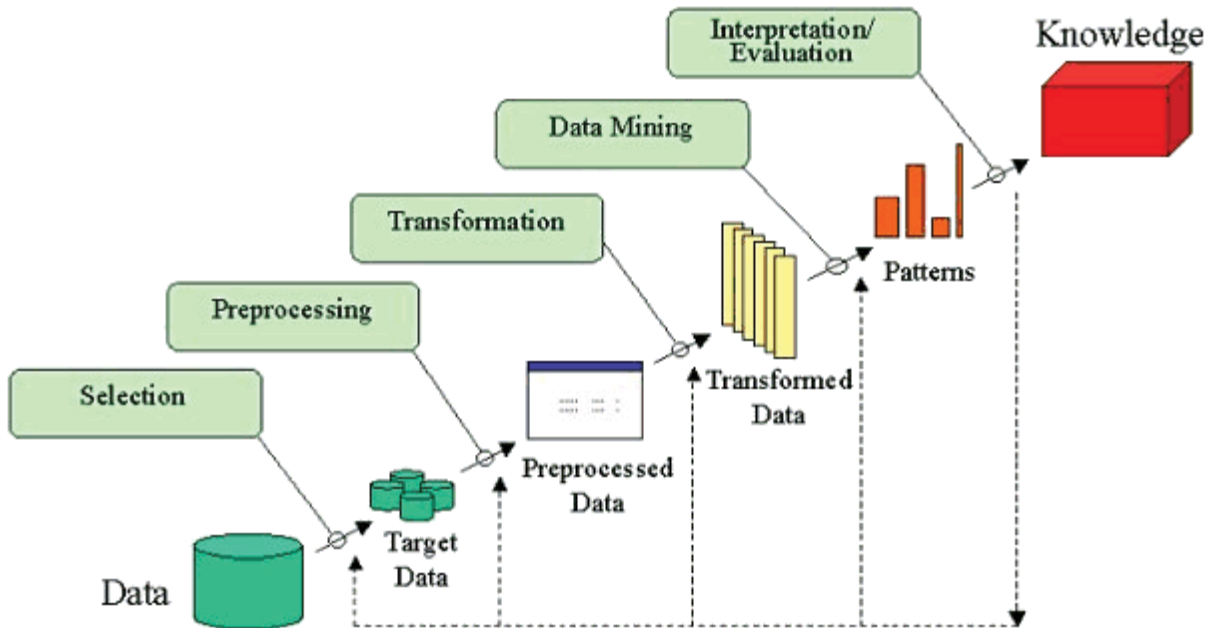 Interpretation/
Evaluation
Knowledge
Data Mining
Transformation
Patterns
Preprocessing
Transformed
Data
Selection
Preprocessed
Data
Target
Data
Data